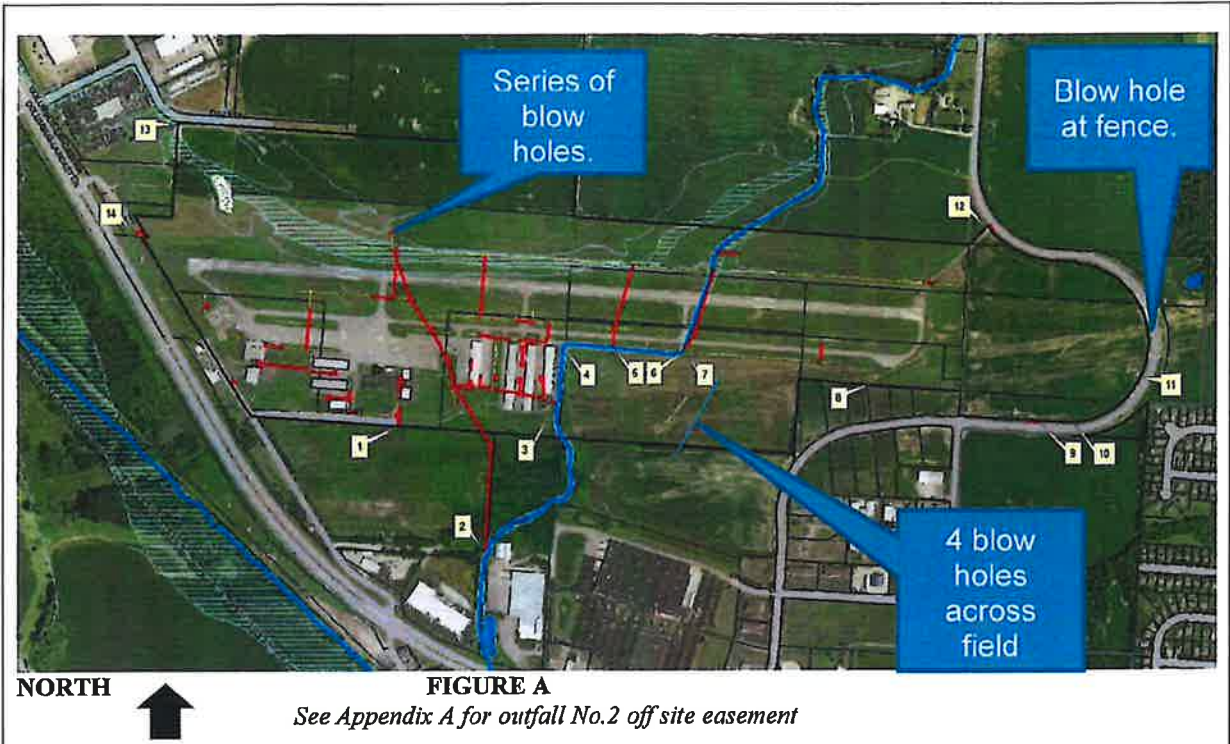 Series of
blow
holes.
Blow hole
at fence.
13
12
14
4
5
6
7
8
11
1
3
9
10
2
4 blow
holes
across
field
NORTH
FIGURE A
See Appendix A for outfall No.2 off site easement